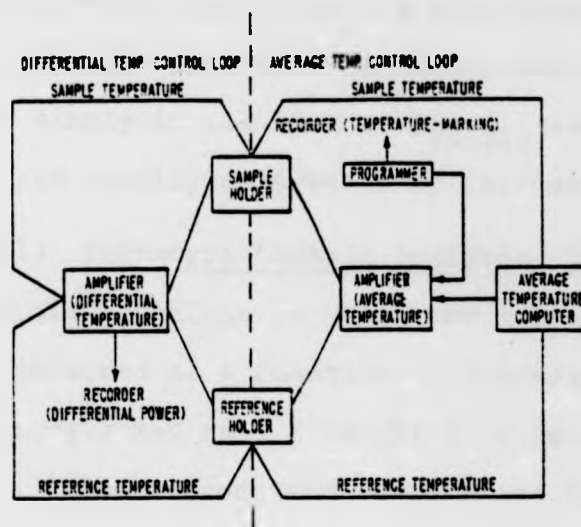 DIFFERENTIAL TEMP CONTROL LOOP
AVERAGE TEMP CONTROL LOOP
SAMPLE TEMPERATURE
SAMPLE TEMPERATURE
RECORDER (TEMPERATURE-MARKING)
PROGRAMMER
SAMPLE
HOLDER
AMPLIFIER
(DIFFERENTIAL
TEMPERATURE)
AMPLIFIER
(AVERAGE
TEMPERATURE)
AVERAGE
TEMPERATURE
COMPUTER
RECORDER
(DIFFERENTIAL POWER)
REFERENCE
HOLDER
REFERENCE TEMPERATURE
REFERENCE TEMPERATURE